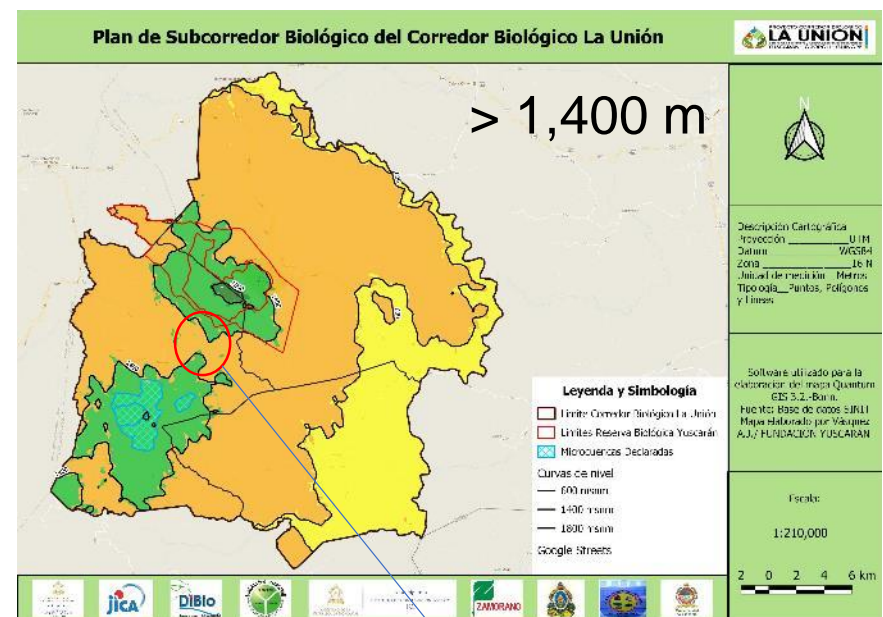 Plan de Subcorredor Biológico del Corredor Biológico La Unión
LA UNION
> 1,400 m
N
Descripción Cartográfica
Proyección UTM
Datum WGS84
Zona 16 N
Unidad de medición Metros
Tipología Puntos, Polígonos
y Líneas
Leyenda y Simbología
Limite Corredor Biológico La Unión
Limites Reserva Biológica Yuscarán
Microcuencas Declaradas
Curvas de nivel
600 msnm
1400 msnm
1800 msnm
Google Streets
Software utilizado para la
elaboración del mapa Quantum
GIS 3.2.-Bonn.
Fuente: Base de datos SINIT
Mapa elaborado por Vásquez
A.J./ FUNDACION YUSCARAN
Escala:
1:210,000
2 0 2 4 6 km
jICA
DiBio
ZAMORANO